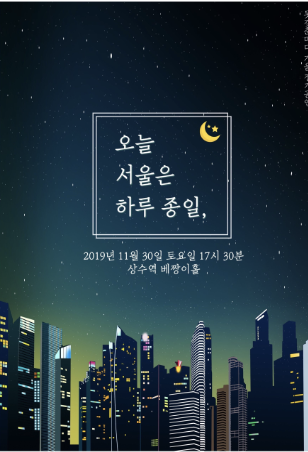 오늘
서울은
하루 종일,
2019년 11월 30일 토요일 17시 30분
상수역 베짱이홀